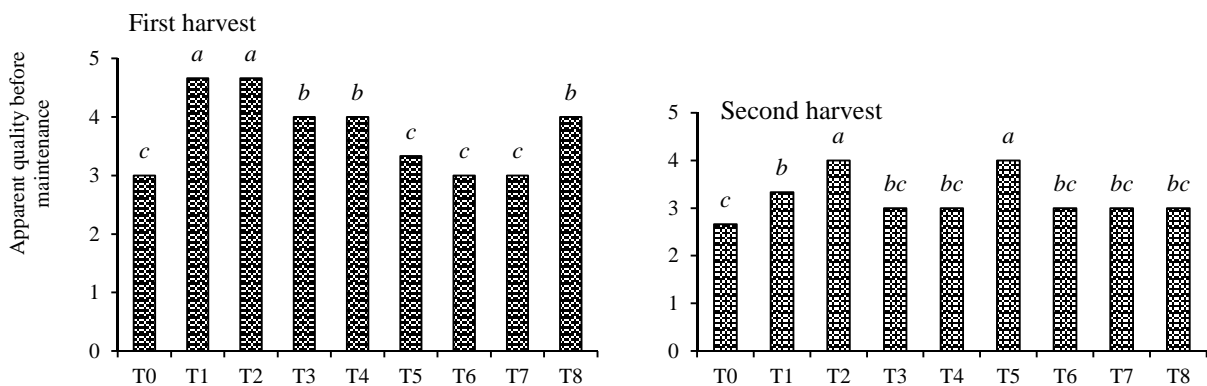 First harvest
Apparent quality before
maintenance
5
4
3
2
1
0
c
a
a
b
b
c
c
c
b
T0 T1 T2 T3 T4 T5 T6 T7 T8
Second harvest
5
4
3
2
1
0
c
b
a
bc
bc
a
bc
bc
bc
T0 T1 T2 T3 T4 T5 T6 T7 T8